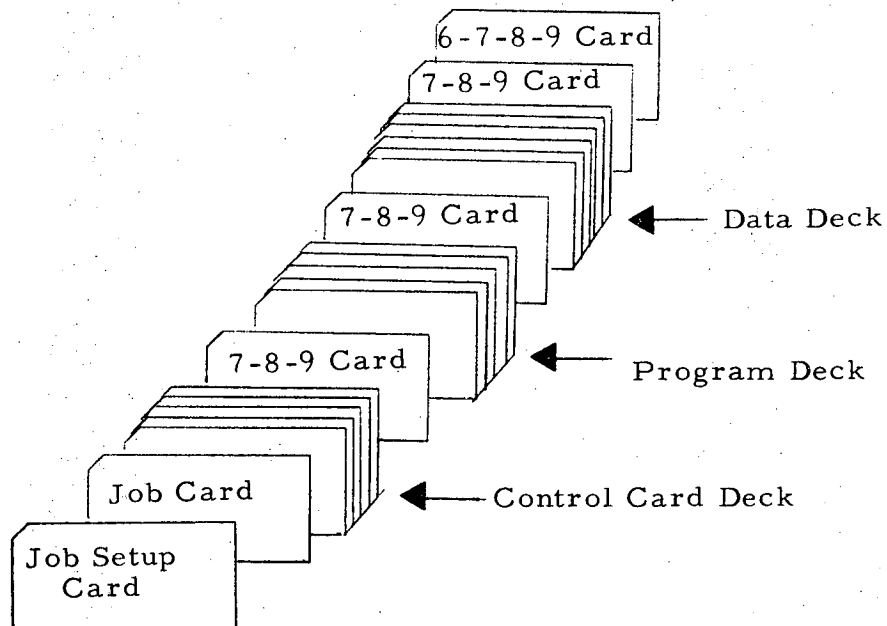 6-7-8-9 Card
7-8-9 Card
7-8-9 Card
Data Deck
7-8-9 Card
Program Deck
Job Card
Control Card Deck
Job Setup
Card